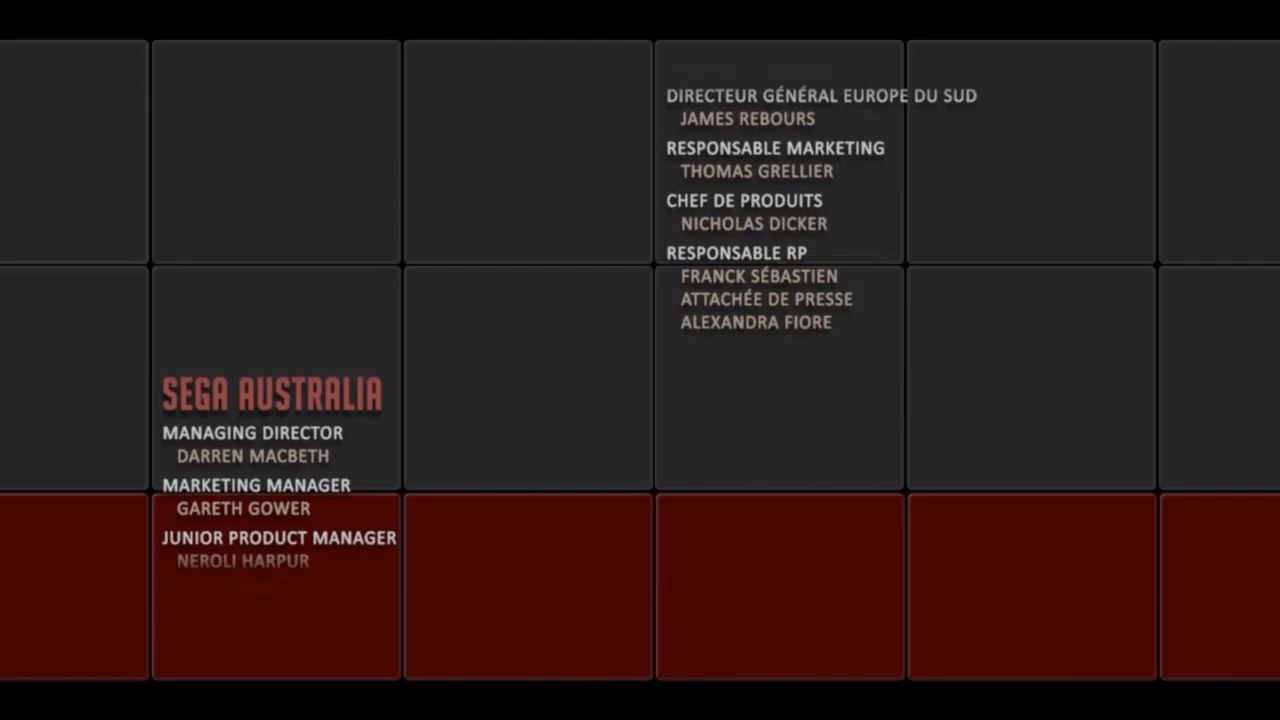 SEGA AUSTRALIA
MANAGING DIRECTOR
DARREN MACBETH
MARKETING MANAGER
GARETH GOWER
JUNIOR PRODUCT MANAGER
NEROLI HARPUR
DIRECTEUR GÉNÉRAL EUROPE DU SUD
JAMES REBOURS
RESPONSABLE MARKETING
THOMAS GRELLIER
CHEF DE PRODUITS
NICHOLAS DICKER
RESPONSABLE RP
FRANCK SÉBASTIEN
ATTACHÉE DE PRESSE
ALEXANDRA FIORE